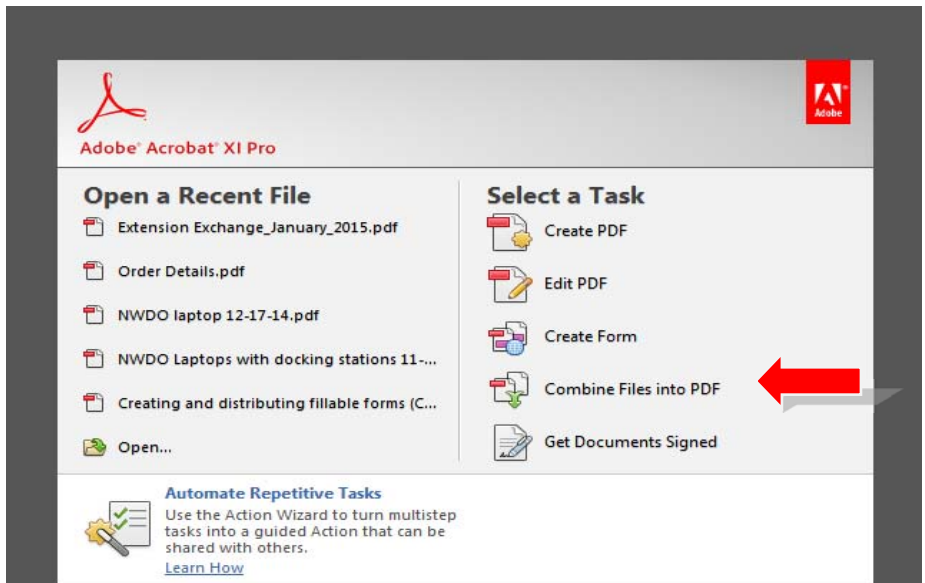 Adobe
Adobe® Acrobat® XI Pro
Open a Recent File
Extension Exchange_January_2015.pdf
Order Details.pdf
NWDO laptop 12-17-14.pdf
NWDO Laptops with docking stations 11-...
Creating and distributing fillable forms (C...
Open...
Select a Task
Create PDF
Edit PDF
Create Form
Combine Files into PDF
Get Documents Signed
Automate Repetitive Tasks
Use the Action Wizard to turn multistep
tasks into a guided Action that can be
shared with others.
Learn How